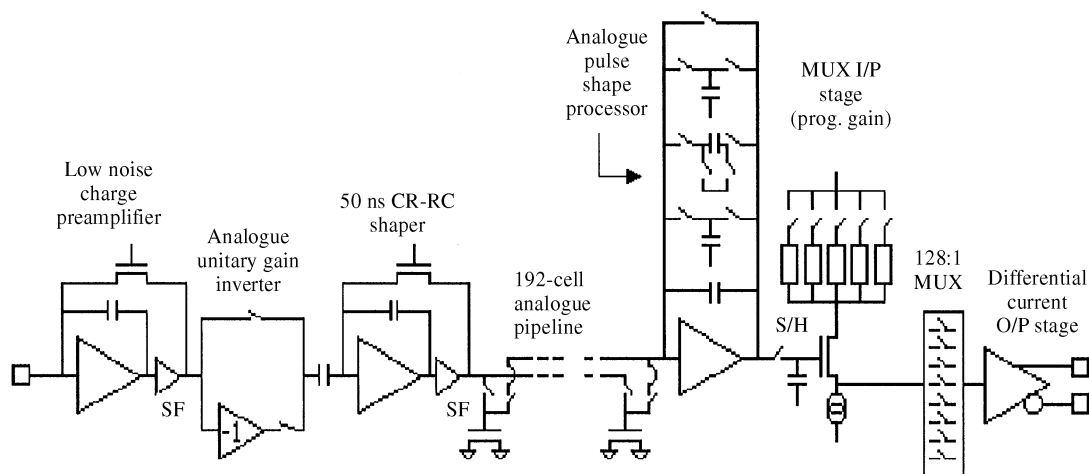 Analogue
pulse
shape
processor
MUX I/P
stage
(prog. gain)
Low noise
charge
preamplifier
50 ns CR-RC
shaper
Analogue
unitary gain
inverter
192-cell
analogue
pipeline
128:1
MUX
Differential
current
O/P stage
S/H
SF
SF
-1